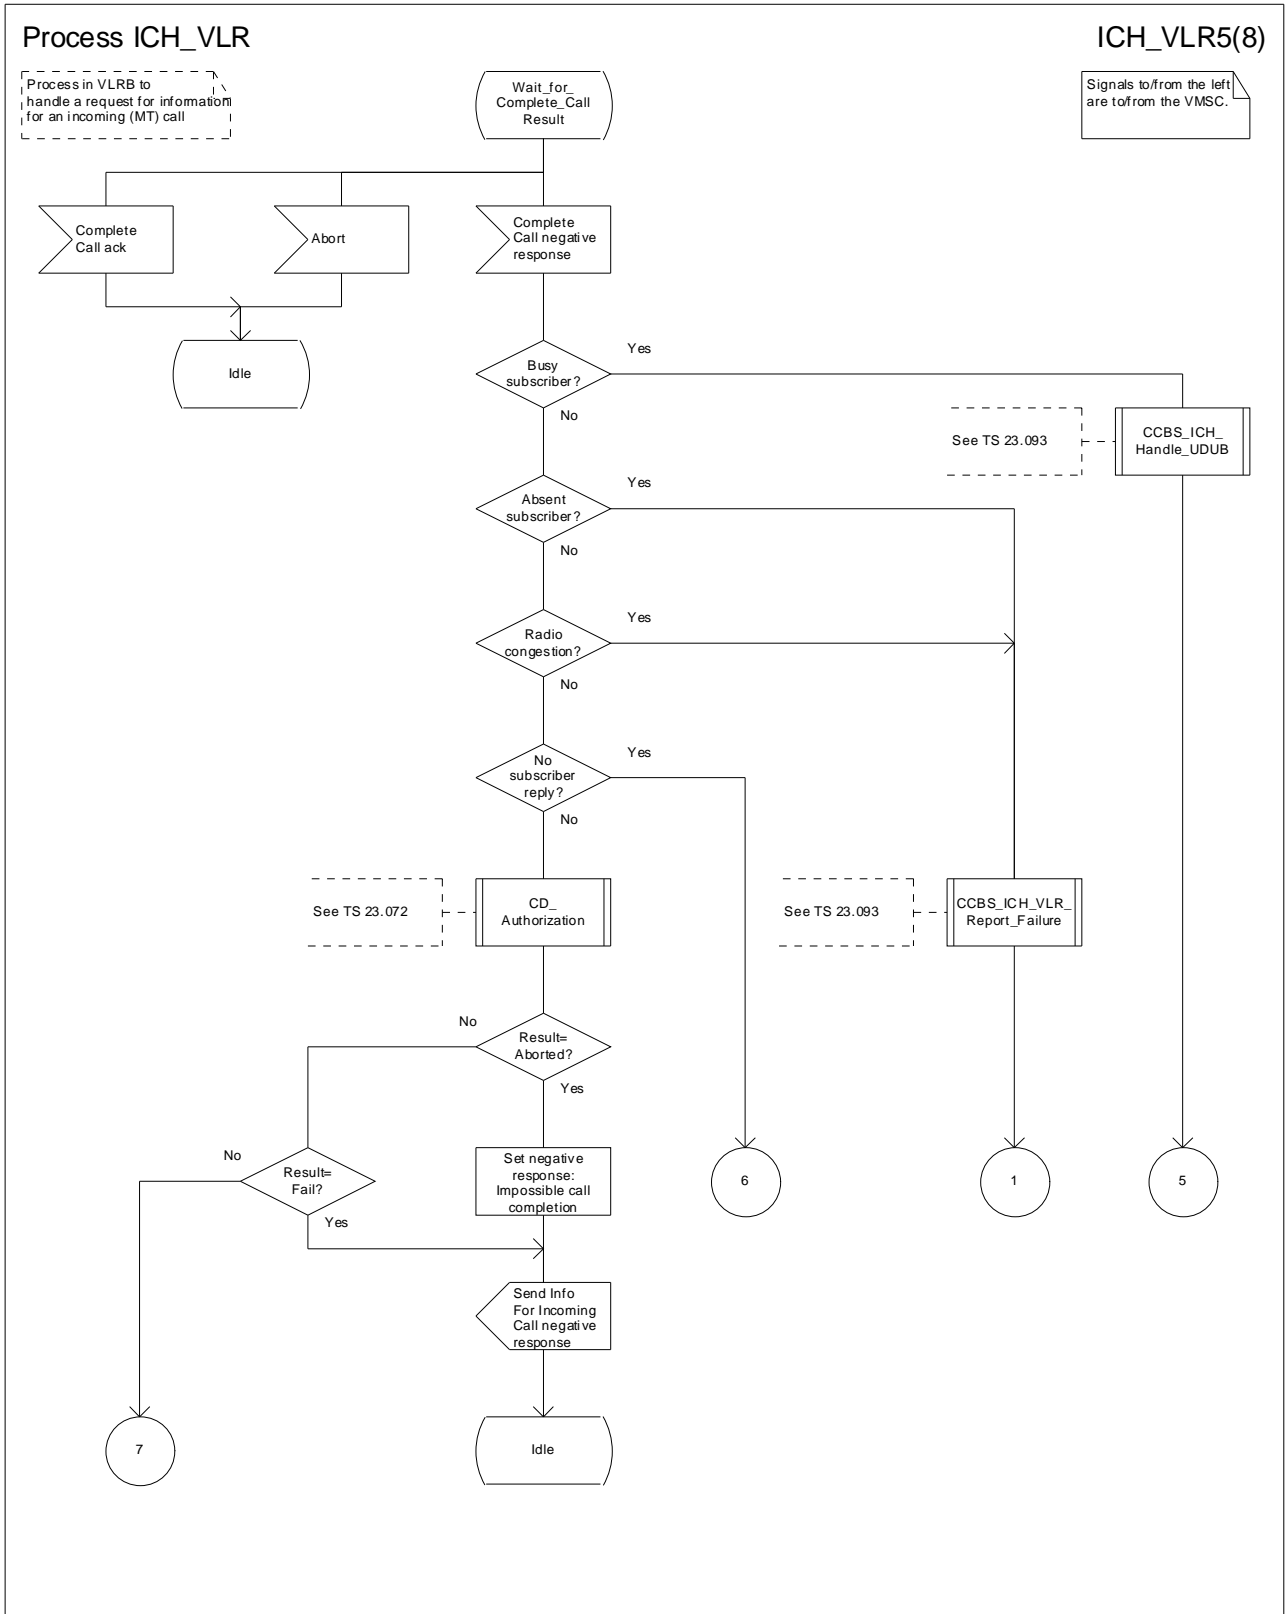 Process ICH_VLR
ICH_VLR5(8)
Process in VLRB to
handle a request for information
for an incoming (MT) call
Wait_for_
Complete_Call
Result
Signals to/from the left
are to/from the VMSC.
Complete
Call ack
Abort
Complete
Call negative
response
Idle
Busy
subscriber?
Yes
No
See TS 23.093
CCBS_ICH_
Handle_UDUB
Absent
subscriber?
Yes
No
Radio
congestion?
Yes
No
No
subscriber
reply?
Yes
No
See TS 23.072
CD_
Authorization
See TS 23.093
CCBS_ICH_VLR_
Report_Failure
No
Result=
Aborted?
Yes
No
Result=
Fail?
Yes
Set negative
response:
Impossible call
completion
6
1
5
Send Info
For Incoming
Call negative
response
7
Idle